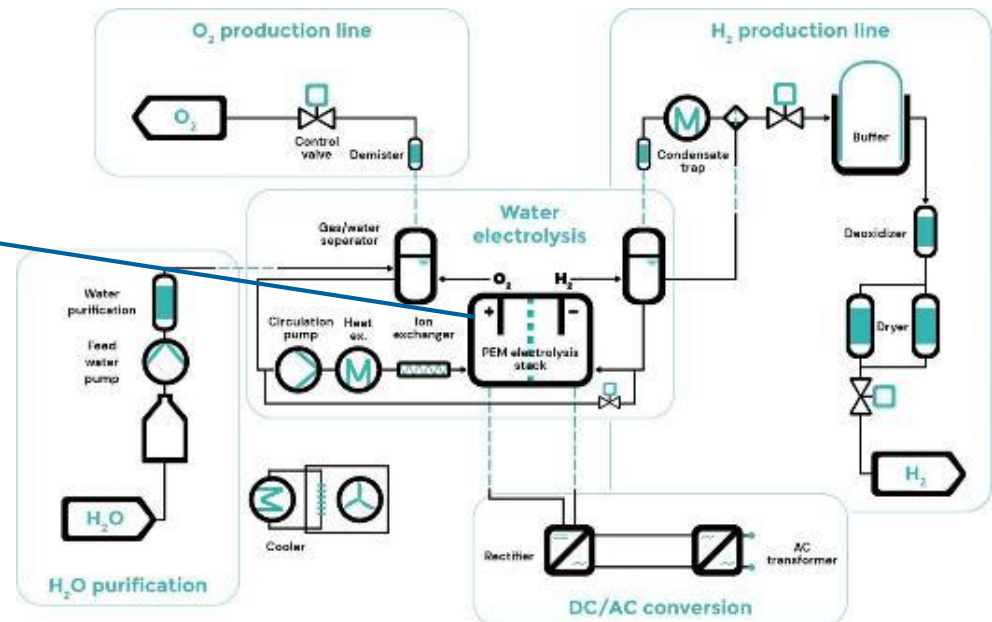 O₂ production line
O₂
Control
valve
Demister
H₂ production line
M
Condensate
trap
Buffer
Deoxidizer
Dryer
H₂
Water
electrolysis
Gas/water
separator
O₂
H₂
+
−
PEM electrolysis
stack
Circulation
pump
Heat
ex.
M
Ion
exchanger
Water
purification
Feed
water
pump
H₂O
H₂O purification
M
Cooler
Rectifier
AC
transformer
DC/AC conversion